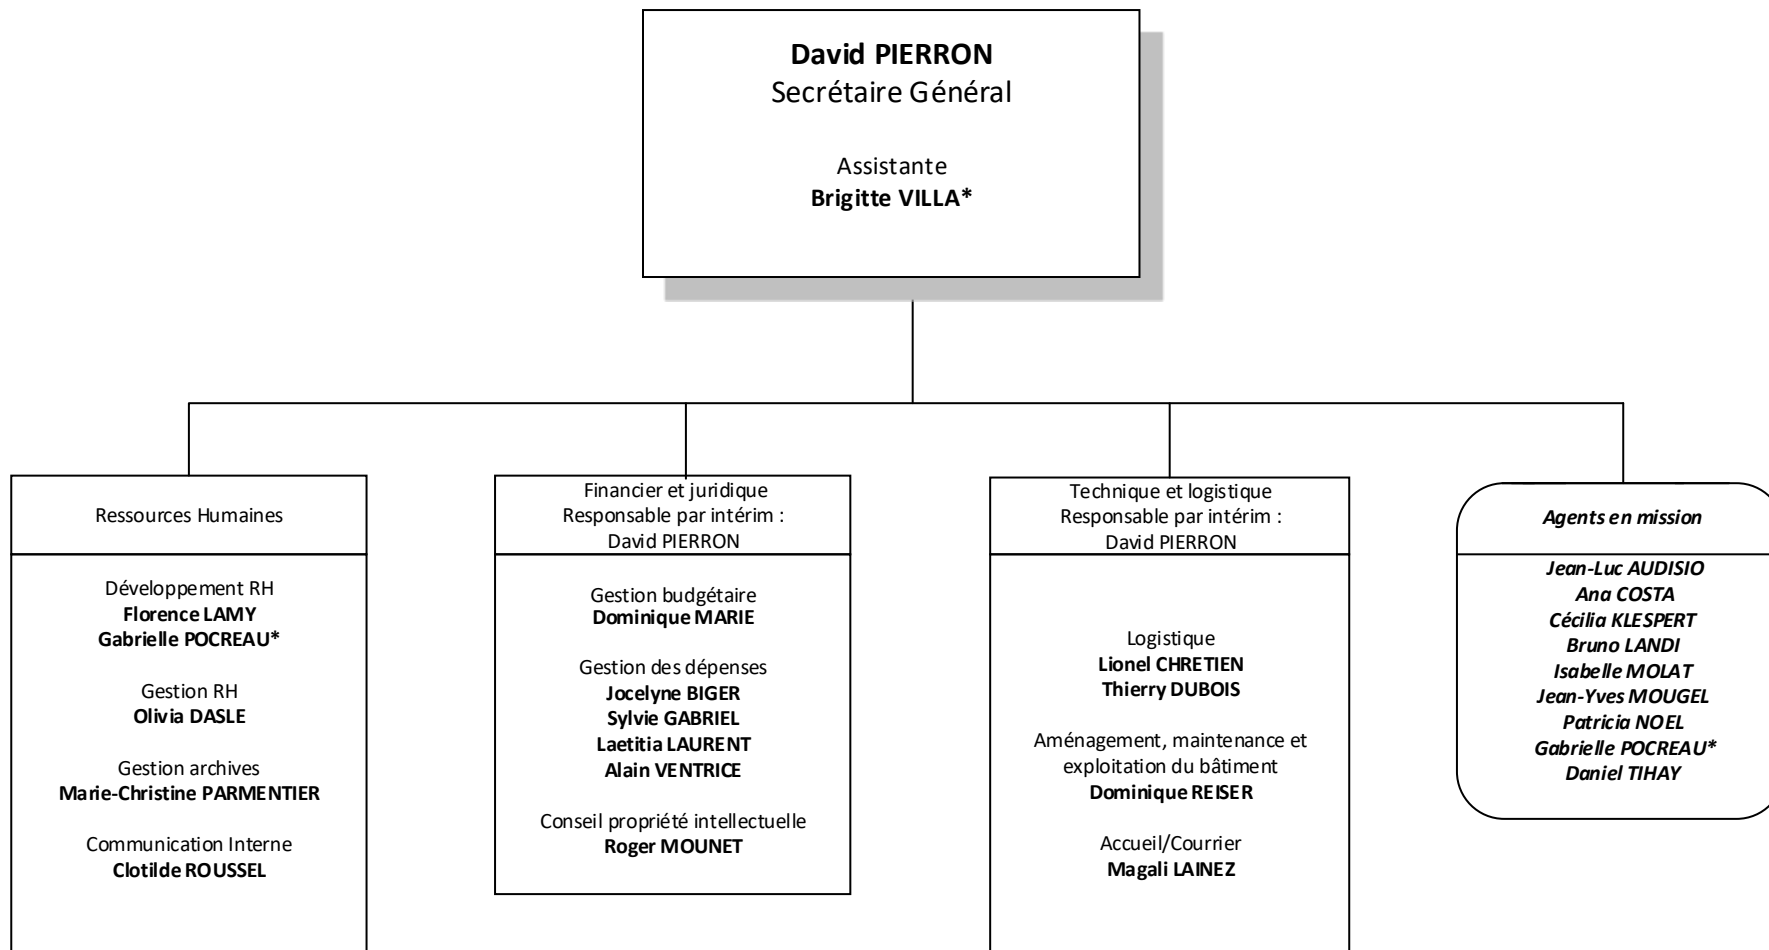 David PIERRON
Secrétaire Général
Assistante
Brigitte VILLA*
Ressources Humaines
Développement RH
Florence LAMY
Gabrielle POCREAU*
Gestion RH
Olivia DASLE
Gestion archives
Marie-Christine PARMENTIER
Communication Interne
Clotilde ROUSSEL
Financier et juridique
Responsable par intérim :
David PIERRON
Gestion budgétaire
Dominique MARIE
Gestion des dépenses
Jocelyne BIGER
Sylvie GABRIEL
Laetitia LAURENT
Alain VENTRICE
Conseil propriété intellectuelle
Roger MOUNET
Technique et logistique
Responsable par intérim :
David PIERRON
Logistique
Lionel CHRETIEN
Thierry DUBOIS
Aménagement, maintenance et
exploitation du bâtiment
Dominique REISER
Accueil/Courrier
Magali LAINEZ
Agents en mission
Jean-Luc AUDISIO
Ana COSTA
Cécilia KLESPERT
Bruno LANDI
Isabelle MOLAT
Jean-Yves MOUGEL
Patricia NOEL
Gabrielle POCREAU*
Daniel TIHAY